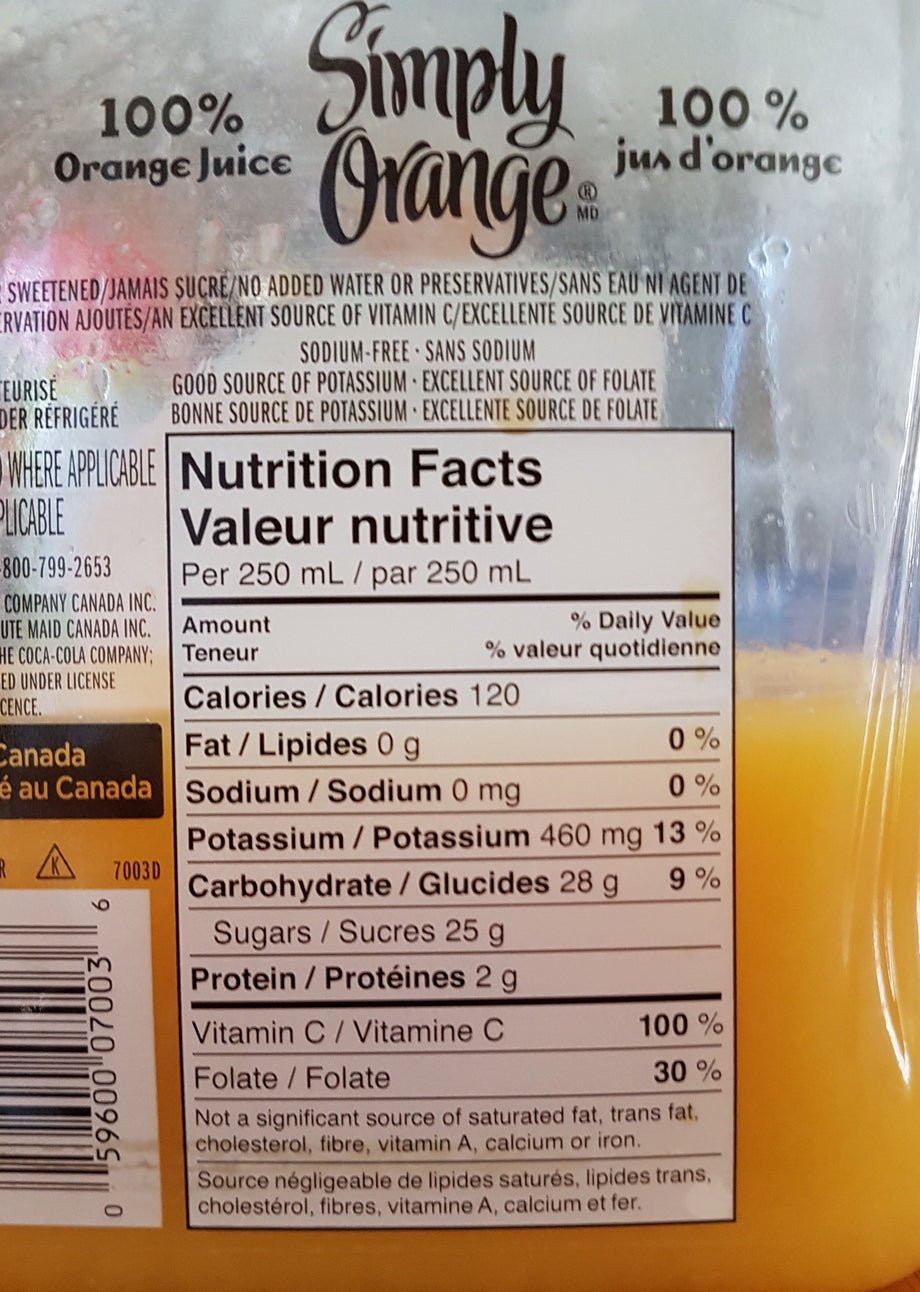 Simply
Orange® MD
100%
Orange Juice
100 %
jus d'orange
SWEETENED/JAMAIS SUCRÉ/NO ADDED WATER OR PRESERVATIVES/SANS EAU NI AGENT DE
ERVATION AJOUTÉS/AN EXCELLENT SOURCE OF VITAMIN C/EXCELLENTE SOURCE DE VITAMINE C
SODIUM-FREE · SANS SODIUM
GOOD SOURCE OF POTASSIUM · EXCELLENT SOURCE OF FOLATE
BONNE SOURCE DE POTASSIUM · EXCELLENTE SOURCE DE FOLATE
TEURISÉ
DER RÉFRIGÉRÉ
WHERE APPLICABLE
PLICABLE
-800-799-2653
COMPANY CANADA INC.
UTE MAID CANADA INC.
HE COCA-COLA COMPANY;
ED UNDER LICENSE
CENCE.
Canada
é au Canada
R K 7003D
0 59600 07003 6
Nutrition Facts
Valeur nutritive
Per 250 mL / par 250 mL
Amount % Daily Value
Teneur % valeur quotidienne
Calories / Calories 120
Fat / Lipides 0 g 0 %
Sodium / Sodium 0 mg 0 %
Potassium / Potassium 460 mg 13 %
Carbohydrate / Glucides 28 g 9 %
Sugars / Sucres 25 g
Protein / Protéines 2 g
Vitamin C / Vitamine C 100 %
Folate / Folate 30 %
Not a significant source of saturated fat, trans fat,
cholesterol, fibre, vitamin A, calcium or iron.
Source négligeable de lipides saturés, lipides trans,
cholestérol, fibres, vitamine A, calcium et fer.